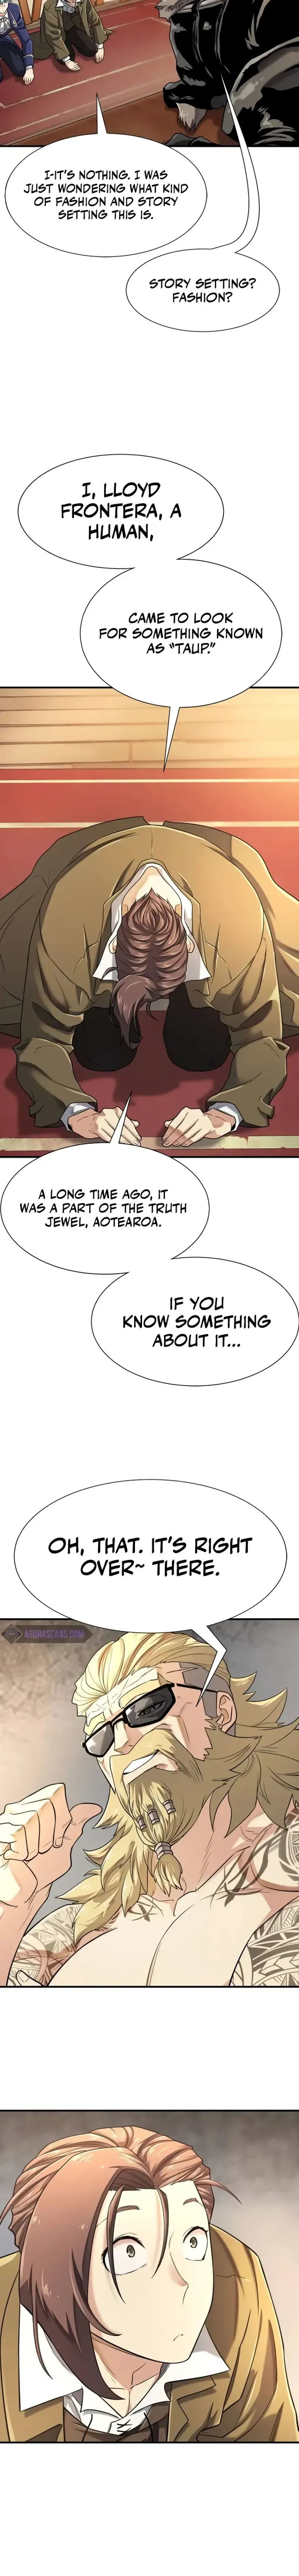 I-IT'S NOTHING. I WAS
JUST WONDERING WHAT KIND
OF FASHION AND STORY
SETTING THIS IS.
STORY SETTING?
FASHION?
I, LLOYD
FRONTERA, A
HUMAN,
CAME TO LOOK
FOR SOMETHING KNOWN
AS "TAUP."
A LONG TIME AGO, IT
WAS A PART OF THE TRUTH
JEWEL, AOTEAROA.
IF YOU
KNOW SOMETHING
ABOUT IT...
OH, THAT. IT'S RIGHT
OVER~ THERE.
ASURASCANS.COM